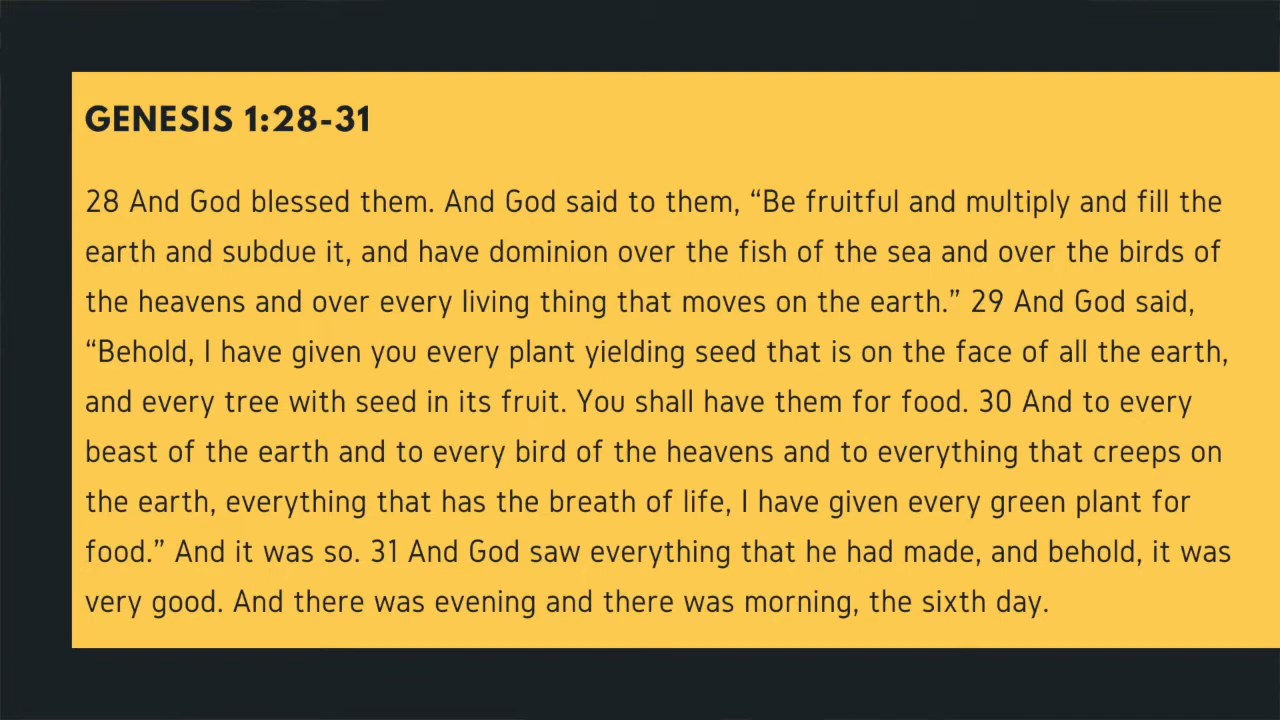 GENESIS 1:28-31
28 And God blessed them. And God said to them, “Be fruitful and multiply and fill the
earth and subdue it, and have dominion over the fish of the sea and over the birds of
the heavens and over every living thing that moves on the earth.” 29 And God said,
“Behold, I have given you every plant yielding seed that is on the face of all the earth,
and every tree with seed in its fruit. You shall have them for food. 30 And to every
beast of the earth and to every bird of the heavens and to everything that creeps on
the earth, everything that has the breath of life, I have given every green plant for
food.” And it was so. 31 And God saw everything that he had made, and behold, it was
very good. And there was evening and there was morning, the sixth day.